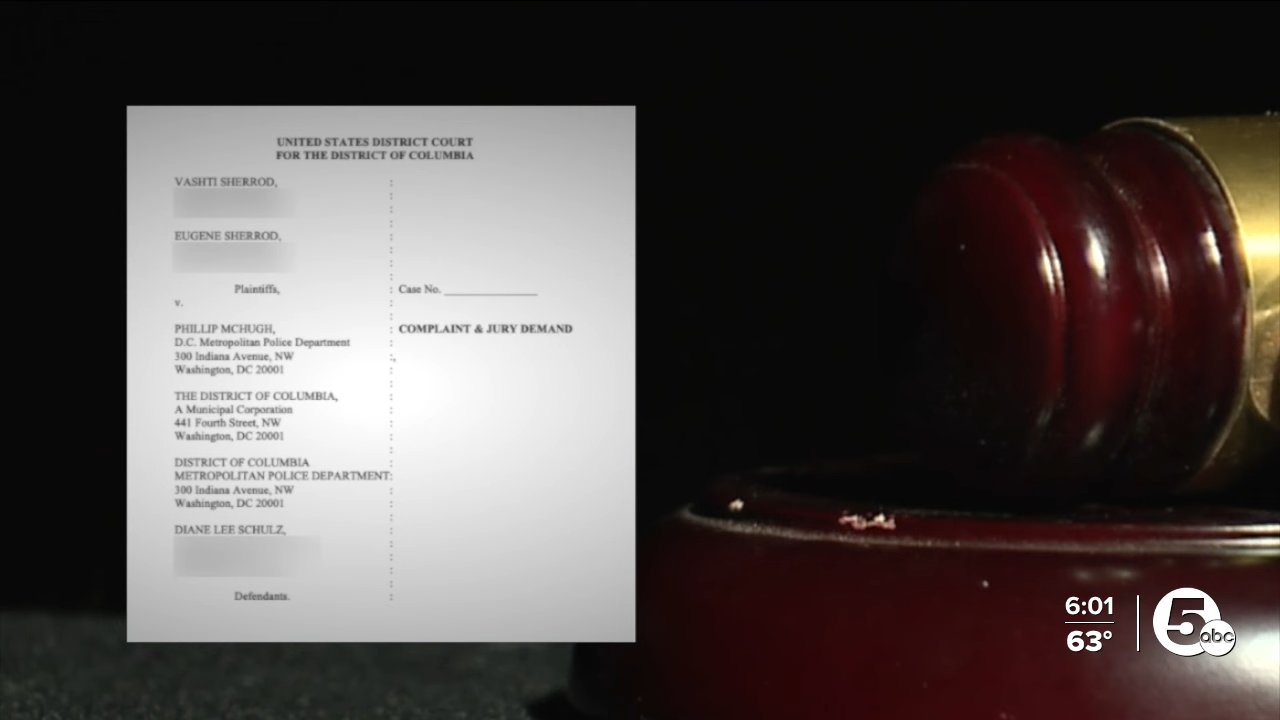 UNITED STATES DISTRICT COURT
FOR THE DISTRICT OF COLUMBIA
VASHTI SHERROD,
EUGENE SHERROD,
Plaintiffs,
v.
: Case No. ______________
PHILLIP MCHUGH,
: COMPLAINT & JURY DEMAND
D.C. Metropolitan Police Department
300 Indiana Avenue, NW
Washington, DC 20001
THE DISTRICT OF COLUMBIA,
A Municipal Corporation
441 Fourth Street, NW
Washington, DC 20001
DISTRICT OF COLUMBIA
METROPOLITAN POLICE DEPARTMENT:
300 Indiana Avenue, NW
Washington, DC 20001
DIANE LEE SCHULZ,
Defendants.
6:01
63°
5
abc